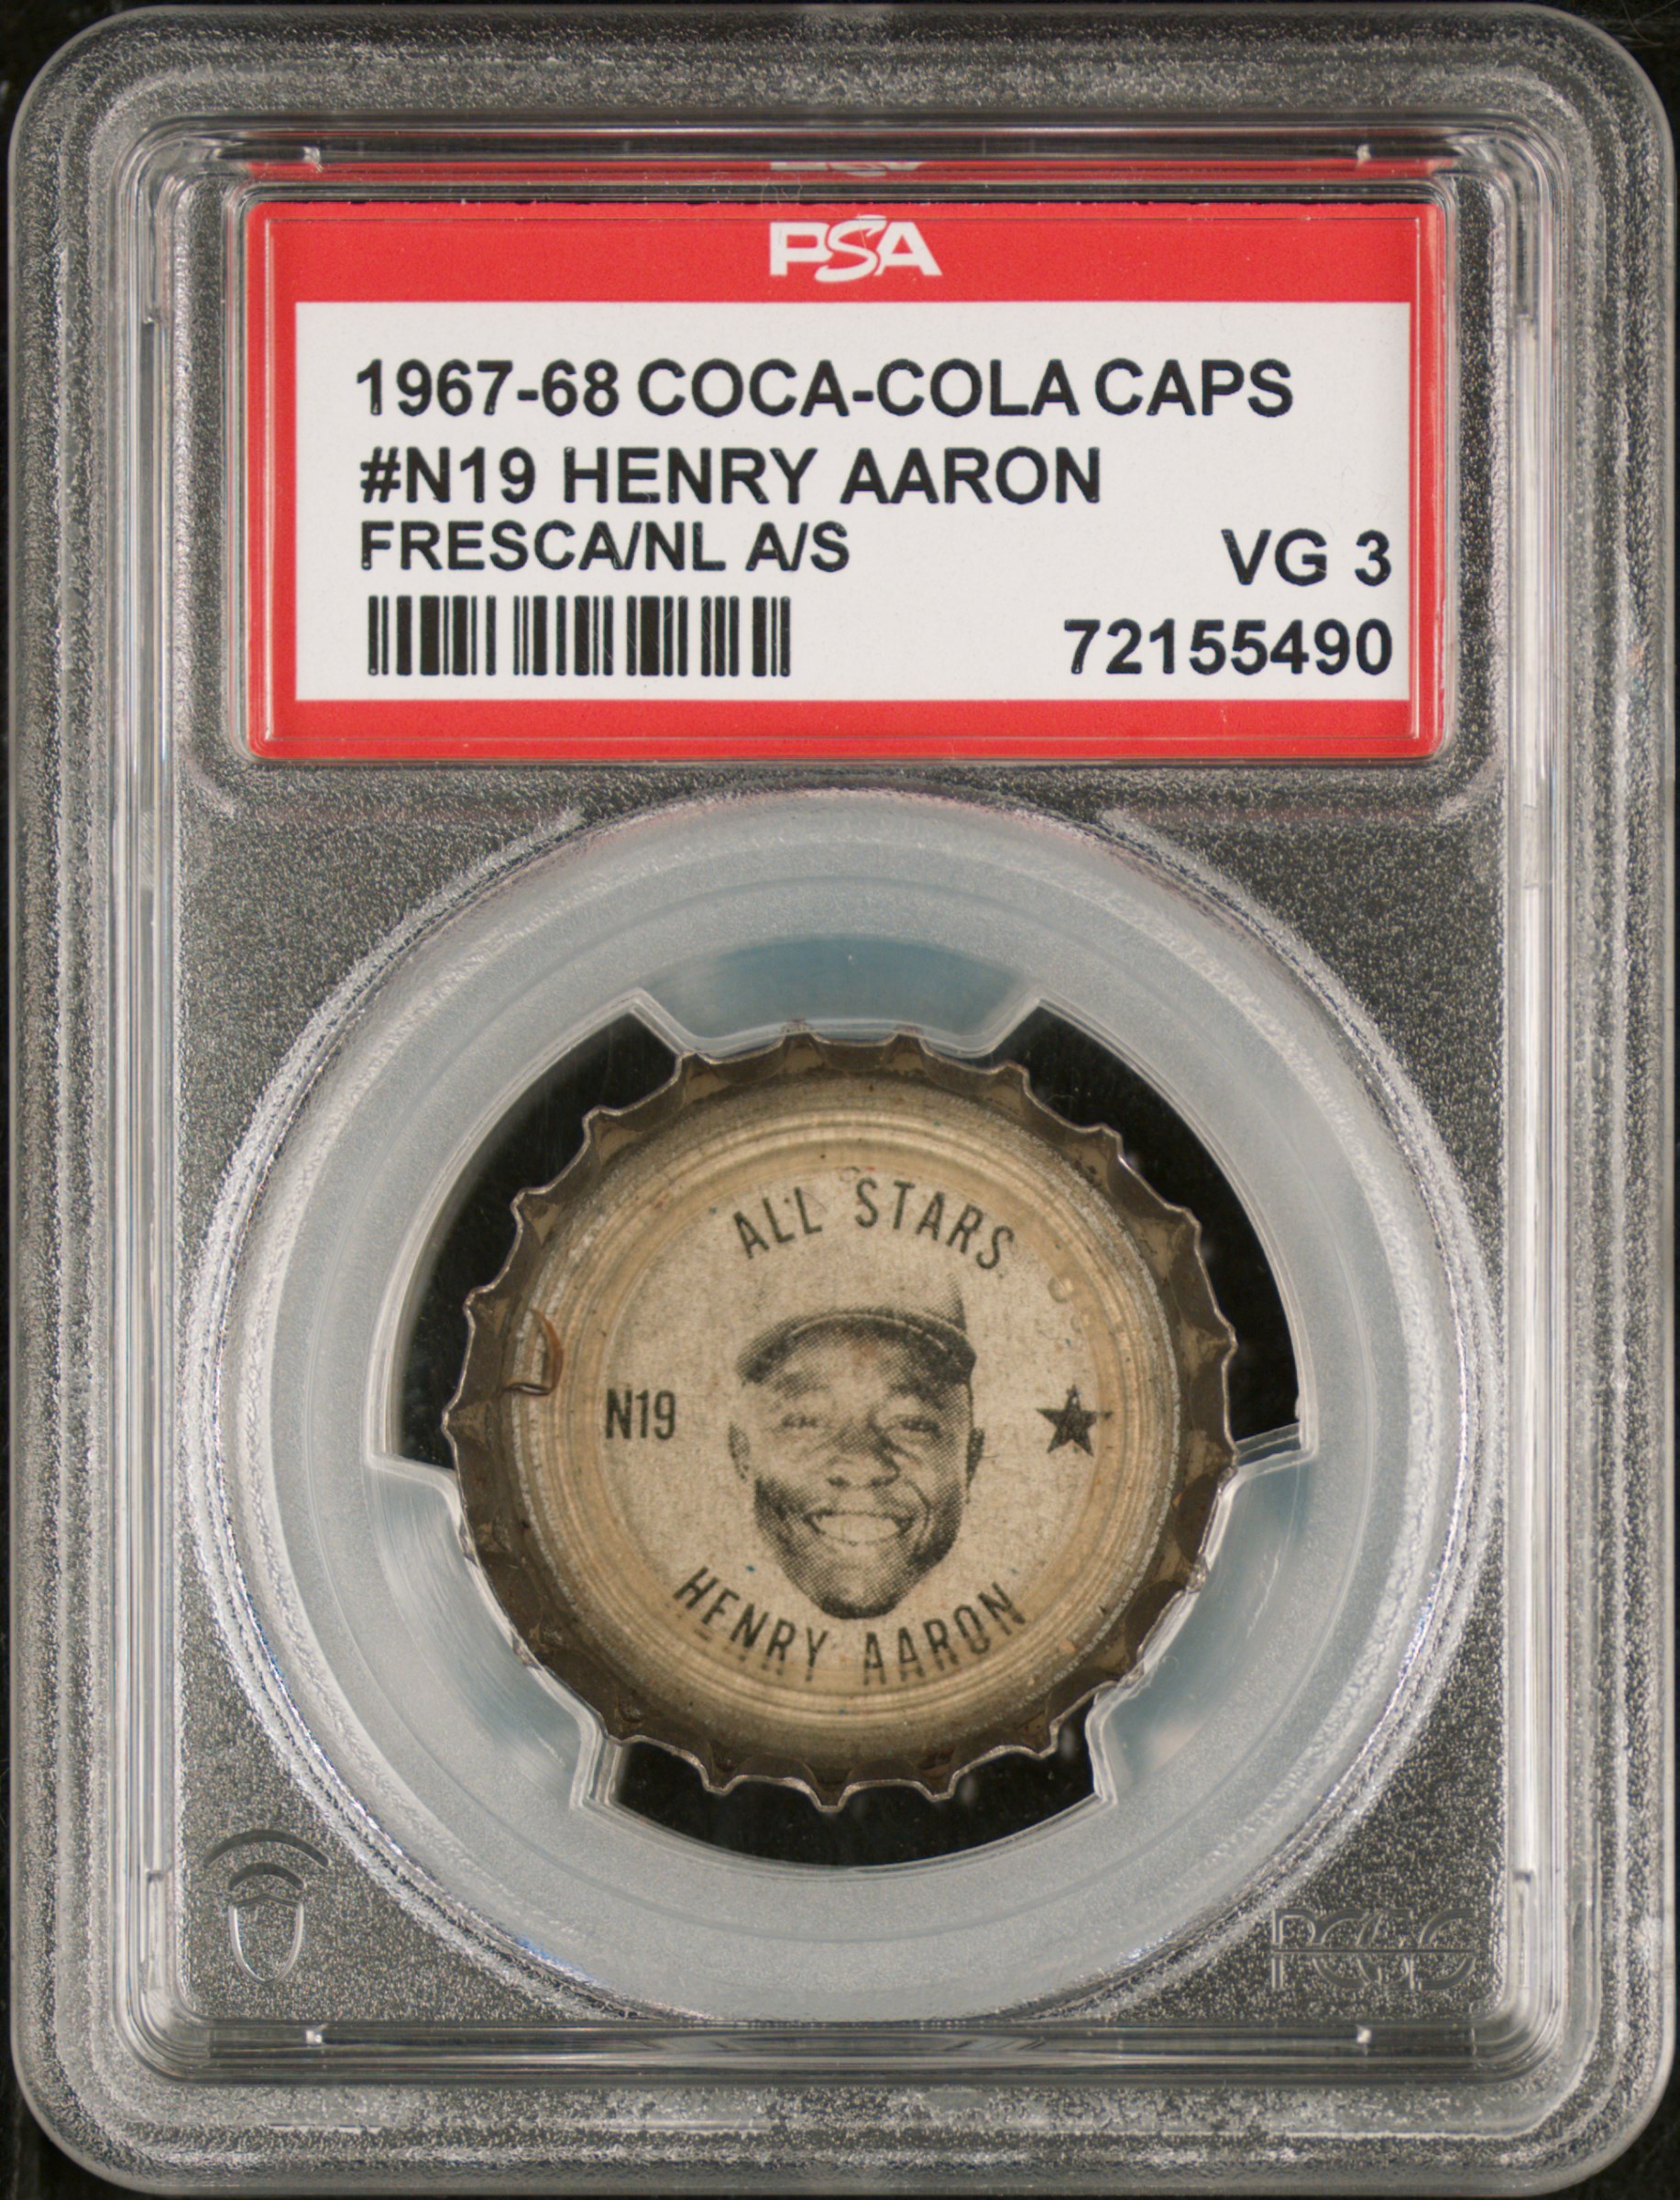 PSA
1967-68 COCA-COLA CAPS
#N19 HENRY AARON
FRESCA/NL A/S
VG 3
72155490
ALL STARS
N19
HENRY AARON
PCGS